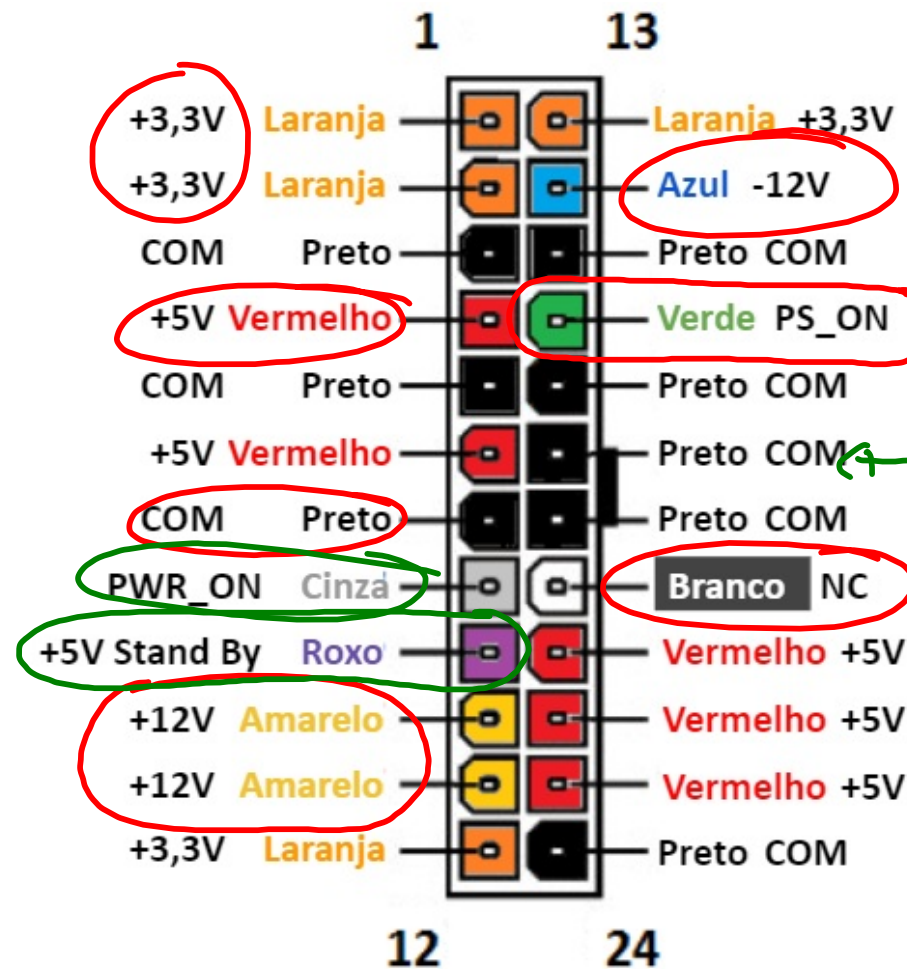 1 13
+3,3V Laranja Laranja +3,3V
+3,3V Laranja Azul -12V
COM Preto Preto COM
+5V Vermelho Verde PS_ON
COM Preto Preto COM
+5V Vermelho Preto COM
COM Preto Preto COM
PWR_ON Cinza Branco NC
+5V Stand By Roxo Vermelho +5V
+12V Amarelo Vermelho +5V
+12V Amarelo Vermelho +5V
+3,3V Laranja Preto COM
12 24